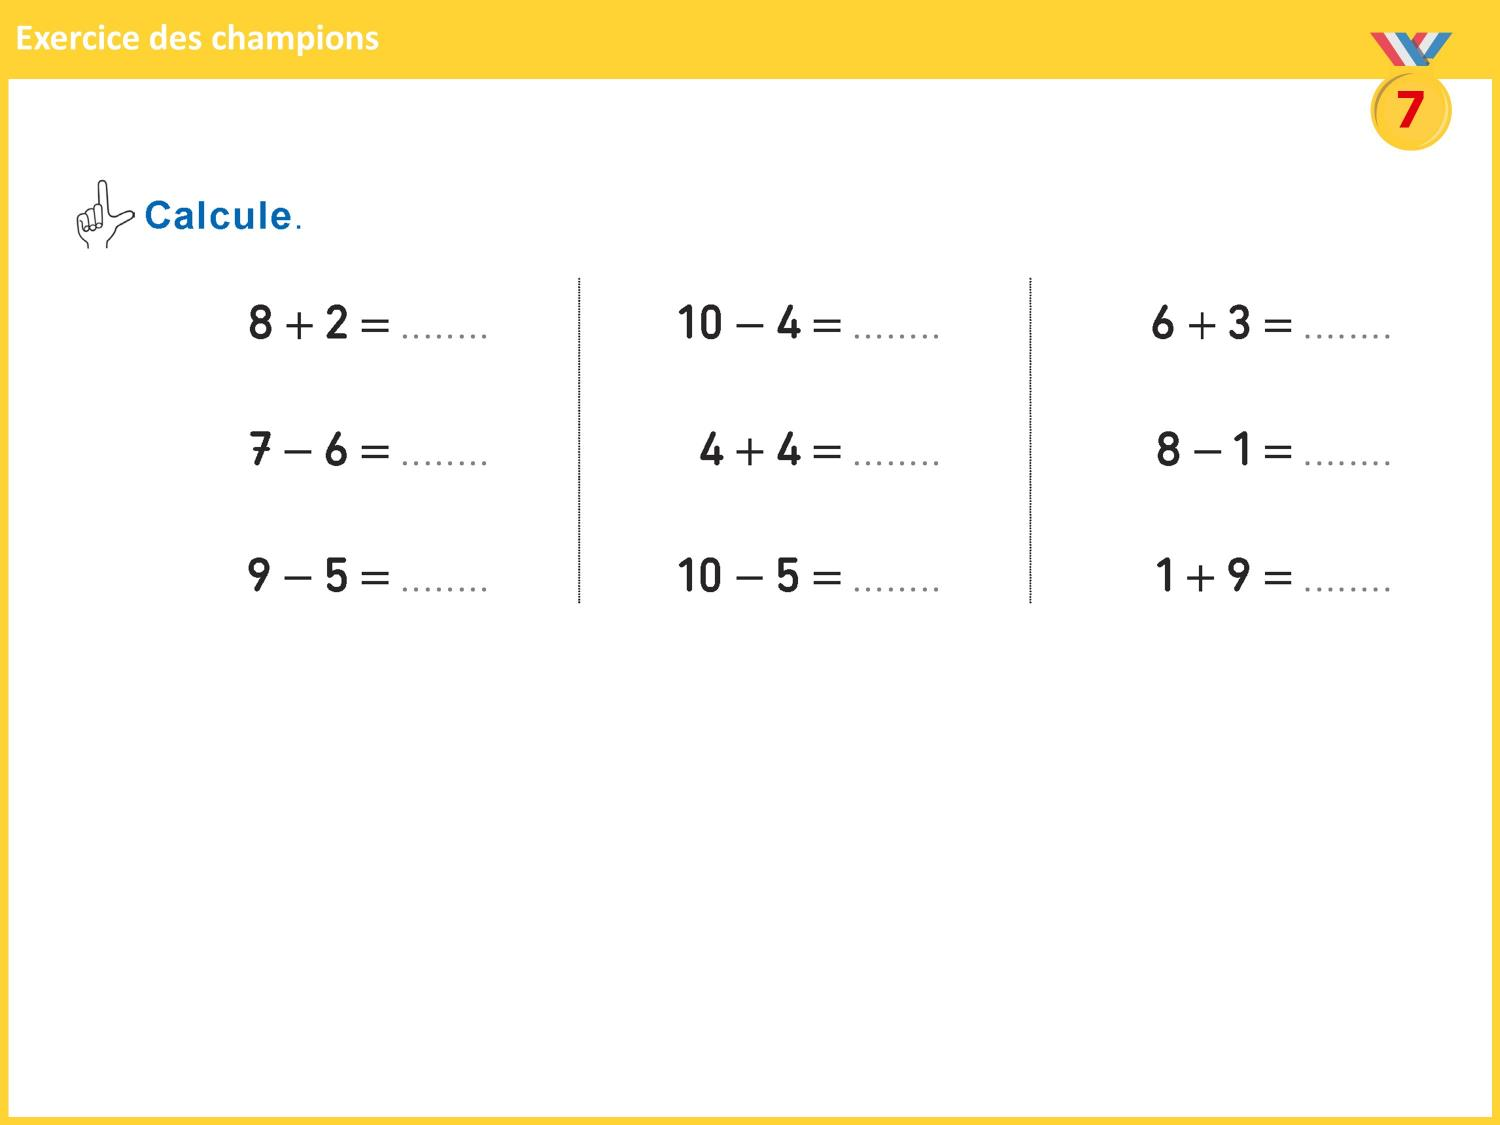 Exercice des champions
7
Calcule.
8 + 2 = ........
10 – 4 = ........
6 + 3 = ........
7 – 6 = ........
4 + 4 = ........
8 – 1 = ........
9 – 5 = ........
10 – 5 = ........
1 + 9 = ........